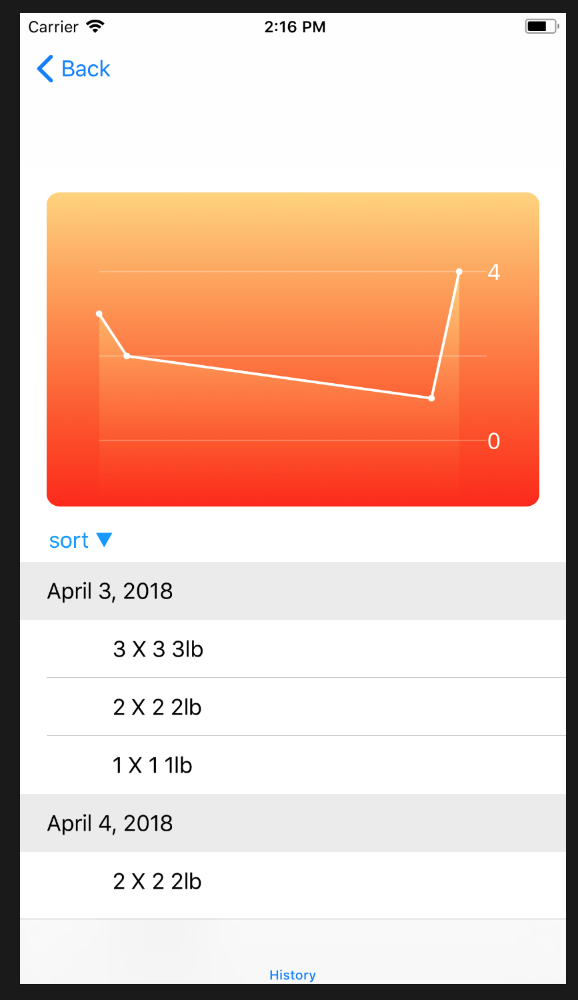 Carrier 2:16 PM
Back
4
0
sort ▼
April 3, 2018
3 X 3 3lb
2 X 2 2lb
1 X 1 1lb
April 4, 2018
2 X 2 2lb
History